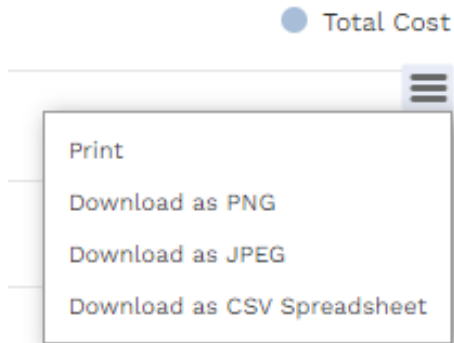 Total Cost
Print
Download as PNG
Download as JPEG
Download as CSV Spreadsheet